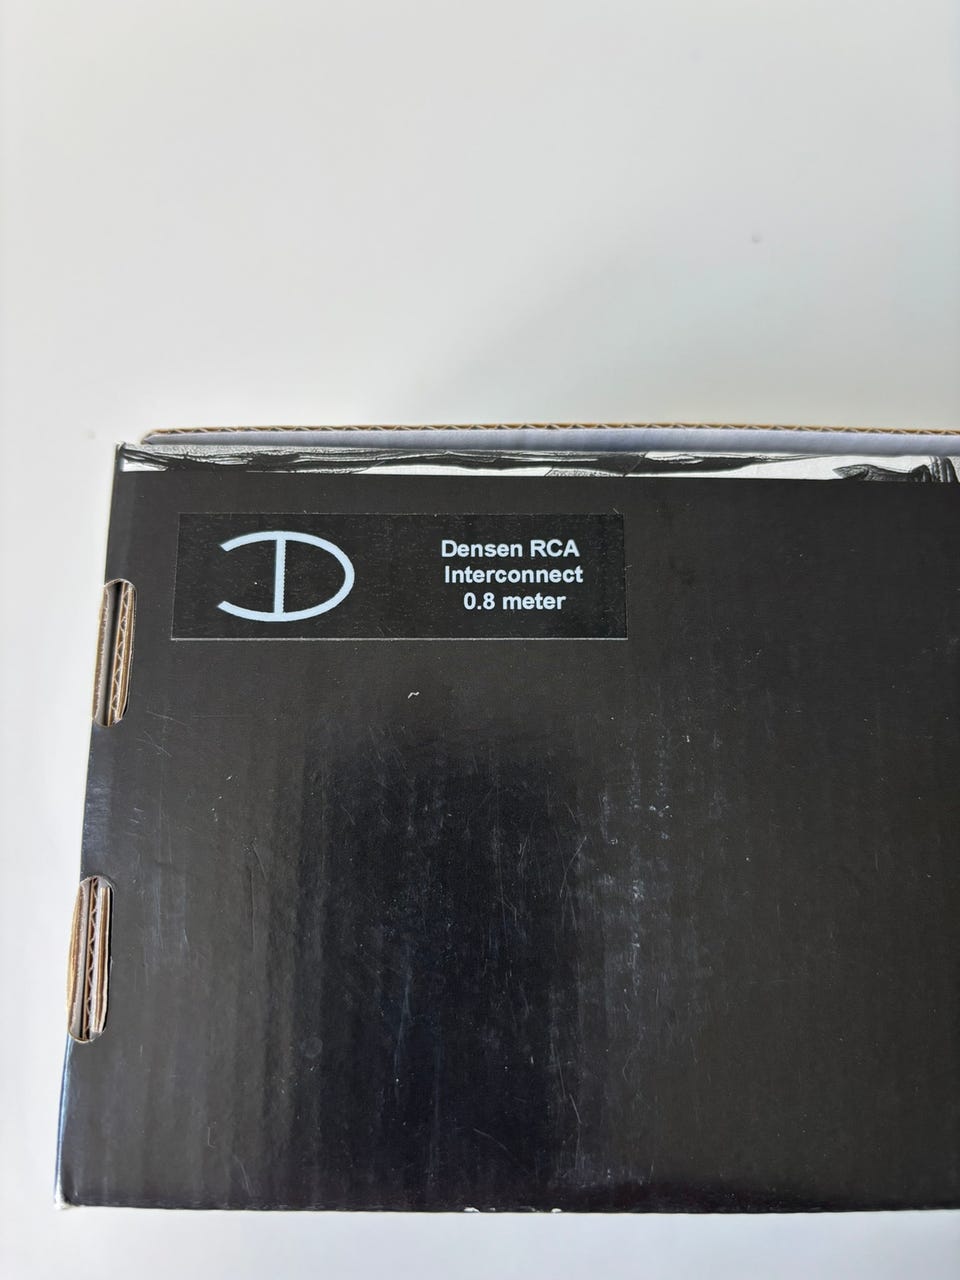 Densen RCA
Interconnect
0.8 meter